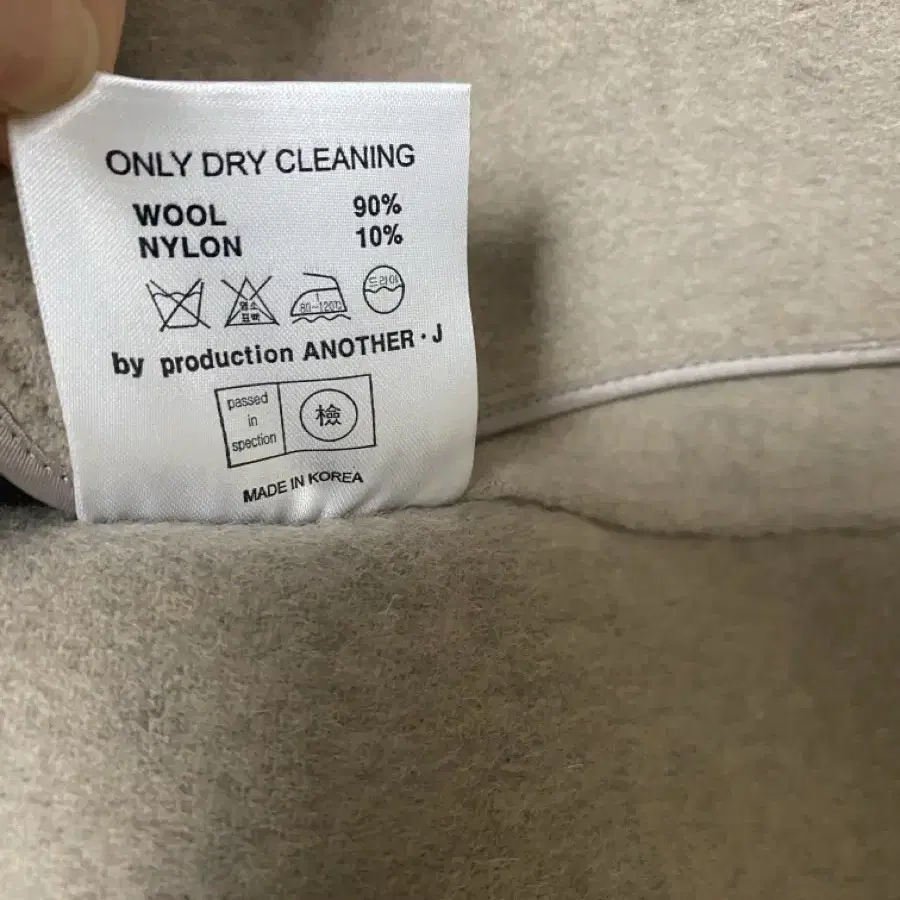 ONLY DRY CLEANING
WOOL 90%
NYLON 10%
염소
표백
80~120℃
드라이
by production ANOTHER·J
passed
in
spection
檢
MADE IN KOREA